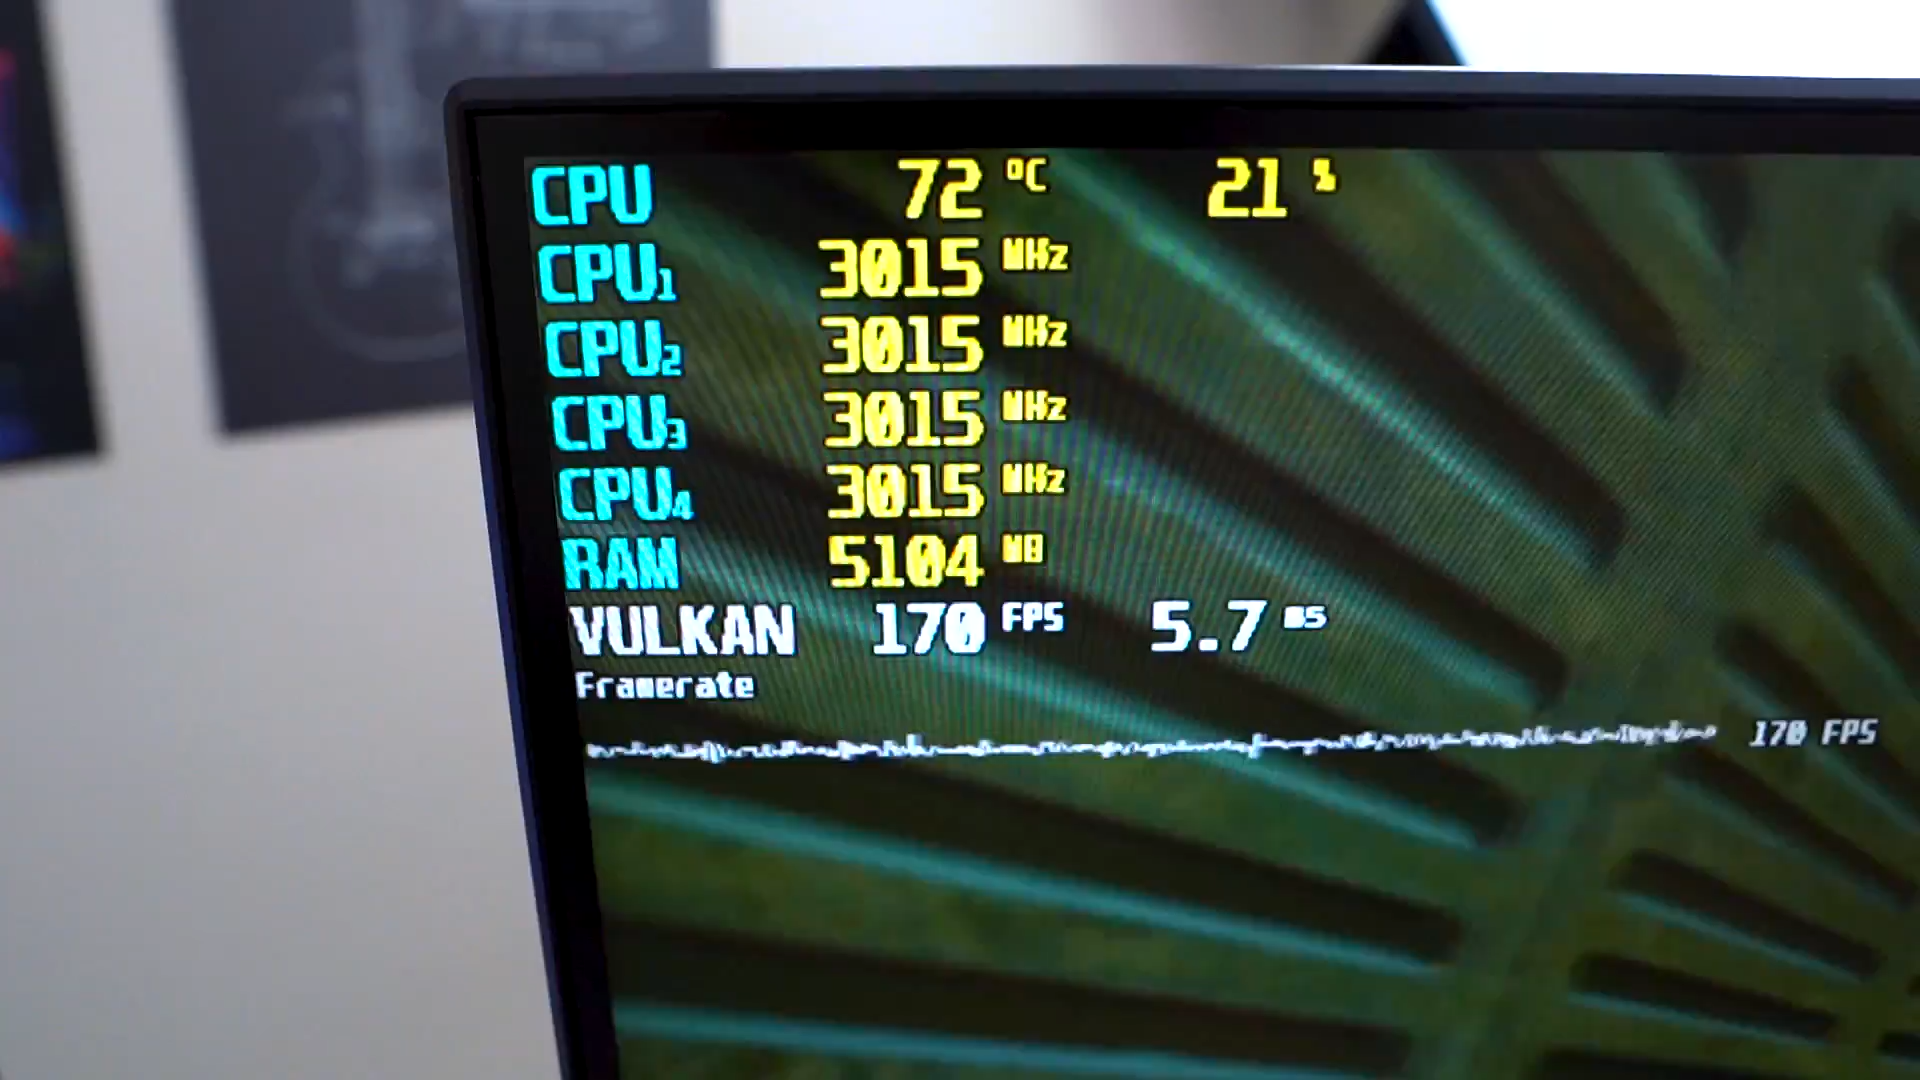 CPU 72 °C 21 %
CPU1 3015 MHz
CPU2 3015 MHz
CPU3 3015 MHz
CPU4 3015 MHz
RAM 5104 MB
VULKAN 170 FPS 5.7 ms
Framerate
170 FPS